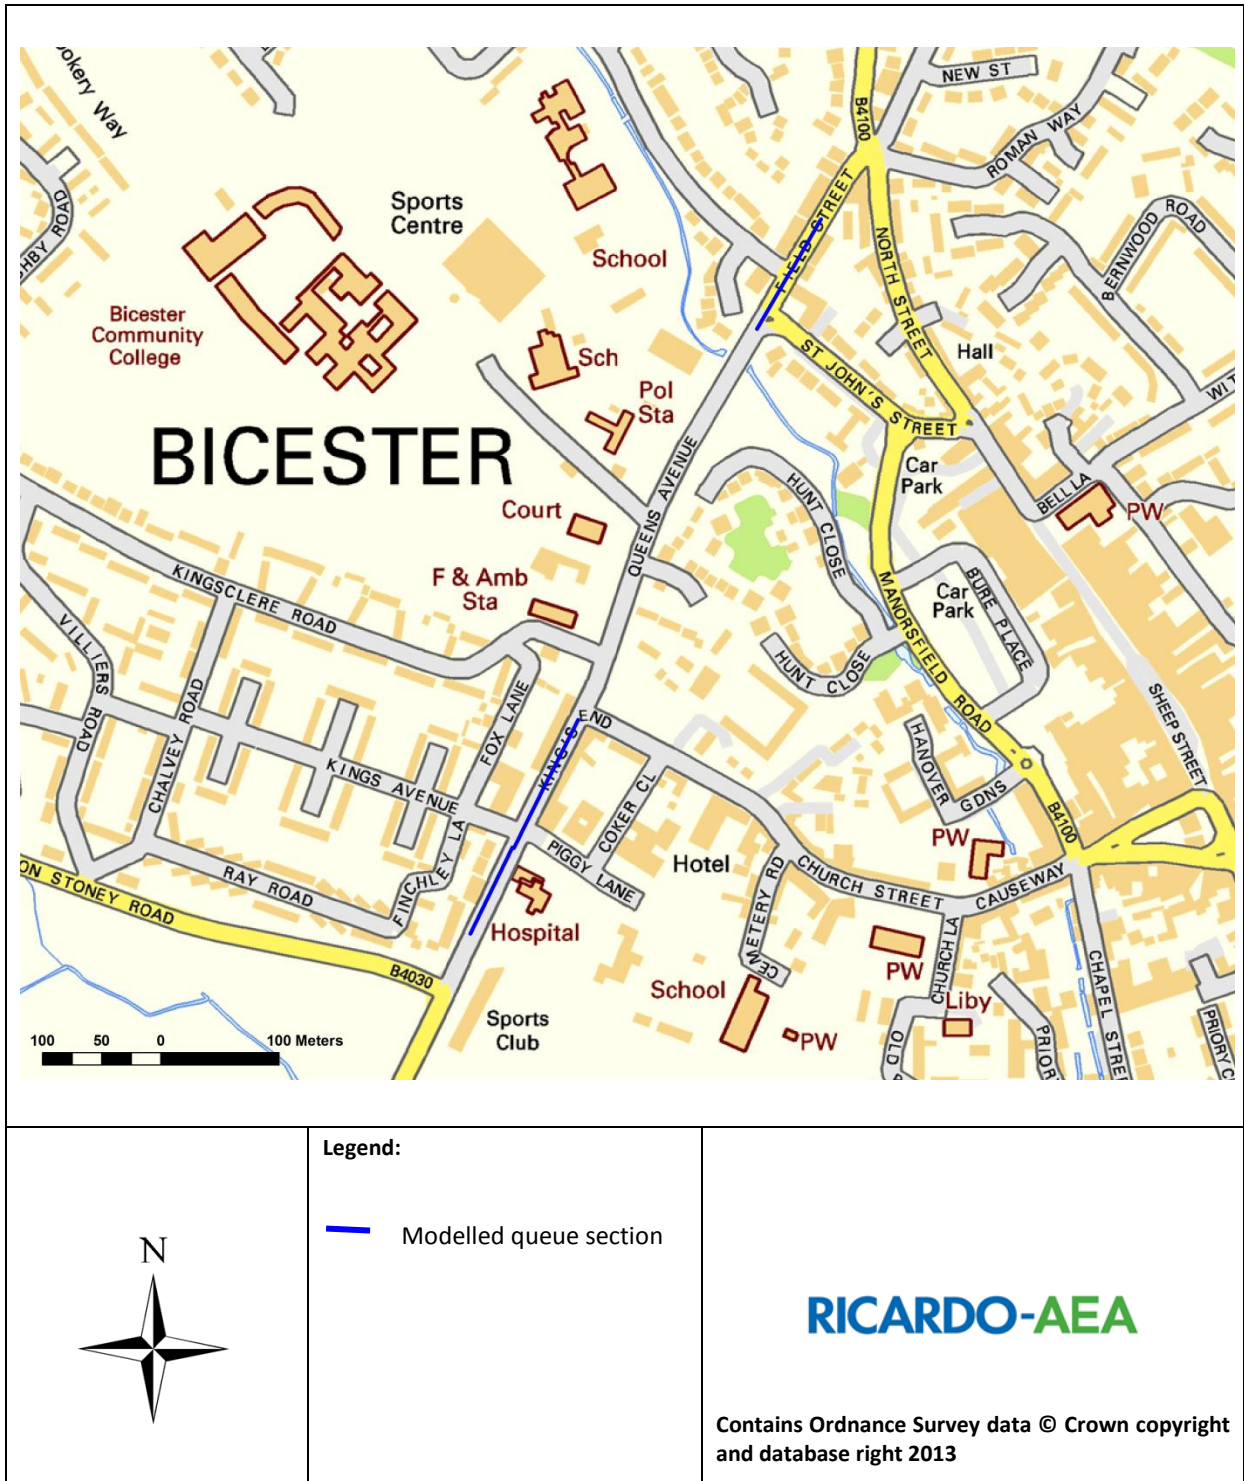 ookery Way
B4100
NEW ST
ROMAN WAY
HBY ROAD
Sports
Centre
School
FIELD STREET
NORTH STREET
BERNWOOD ROAD
Bicester
Community
College
Sch
Pol
Sta
ST JOHN'S STREET
Hall
WIT
BICESTER
QUEENS AVENUE
HUNT CLOSE
Car
Park
BELL LA
PW
Court
F & Amb
Sta
KINGSCLERE ROAD
VILLIERS ROAD
CHALVEY ROAD
FOX LANE
HUNT CLOSE
MANORSFIELD ROAD
Car
Park
BURE PLACE
SHEEP STREET
KING'S END
KINGS AVENUE
HANOVER GDNS
B4100
COKER CL
PIGGY LANE
Hotel
PW
RAY ROAD
FINCHLEY LA
CEMETERY RD
CHURCH STREET
CAUSEWAY
ON STONEY ROAD
B4030
Hospital
School
PW
CHURCH LA
Liby
CHAPEL STREE
Sports
Club
PW
OLD
PRIOR
PRIORY C
100 50 0 100 Meters
Legend:
Modelled queue section
N
RICARDO-AEA
Contains Ordnance Survey data © Crown copyright
and database right 2013